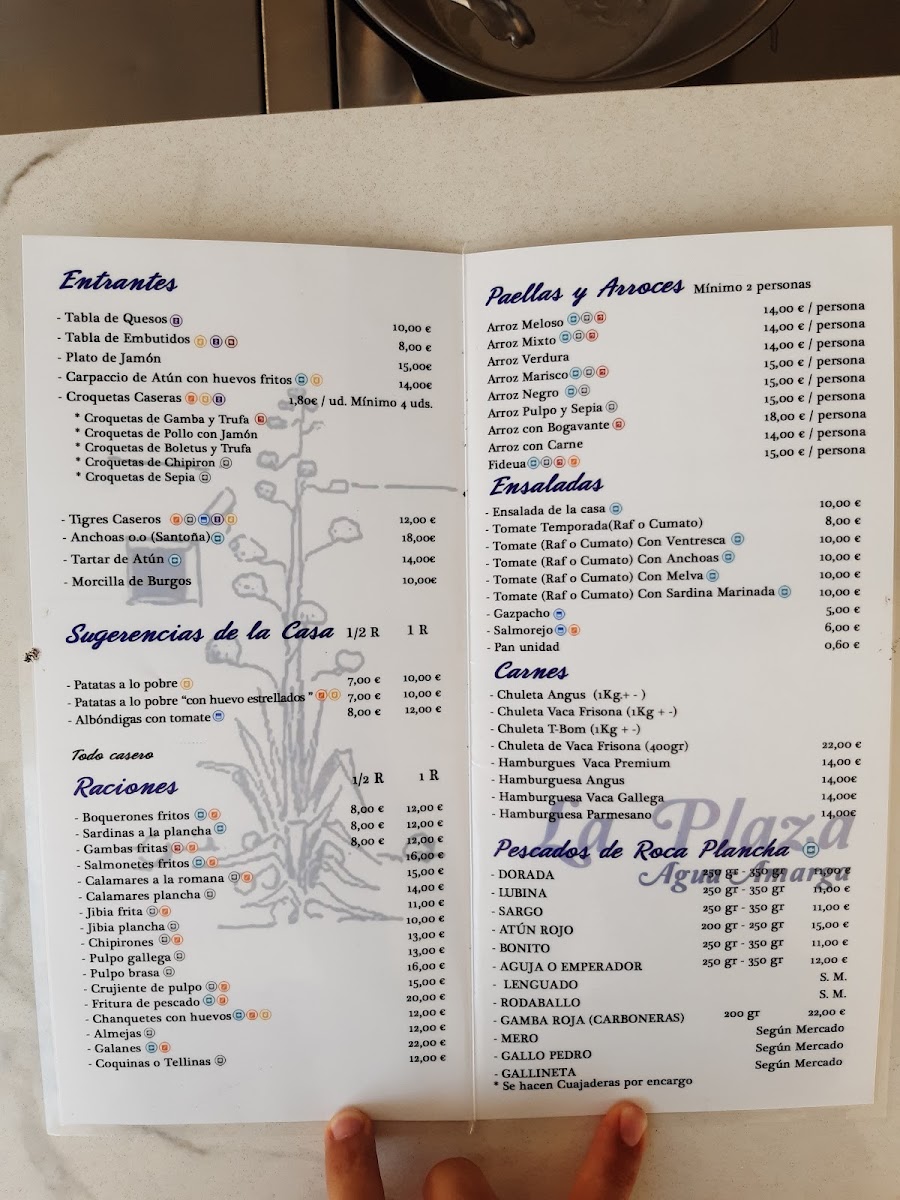 Entrantes
- Tabla de Quesos 10,00 €
- Tabla de Embutidos 8,00 €
- Plato de Jamón 15,00€
- Carpaccio de Atún con huevos fritos 14,00€
- Croquetas Caseras 1,80€ / ud. Mínimo 4 uds.
* Croquetas de Gamba y Trufa
* Croquetas de Pollo con Jamón
* Croquetas de Boletus y Trufa
* Croquetas de Chipiron
* Croquetas de Sepia
- Tigres Caseros 12,00 €
- Anchoas 0.0 (Santoña) 18,00€
- Tartar de Atún 14,00€
- Morcilla de Burgos 10,00€
Sugerencias de la Casa 1/2 R 1 R
- Patatas a lo pobre 7,00 € 10,00 €
- Patatas a lo pobre “con huevo estrellados ” 7,00 € 10,00 €
- Albóndigas con tomate 8,00 € 12,00 €
Todo casero
Raciones 1/2 R 1 R
- Boquerones fritos 8,00 € 12,00 €
- Sardinas a la plancha 8,00 € 12,00 €
- Gambas fritas 8,00 € 12,00 €
- Salmonetes fritos 16,00 €
- Calamares a la romana 15,00 €
- Calamares plancha 14,00 €
- Jibia frita 11,00 €
- Jibia plancha 10,00 €
- Chipirones 13,00 €
- Pulpo gallega 13,00 €
- Pulpo brasa 16,00 €
- Crujiente de pulpo 15,00 €
- Fritura de pescado 20,00 €
- Chanquetes con huevos 12,00 €
- Almejas 12,00 €
- Galanes 22,00 €
- Coquinas o Tellinas 12,00 €
Paellas y Arroces Mínimo 2 personas
Arroz Meloso 14,00 € / persona
Arroz Mixto 14,00 € / persona
Arroz Verdura 14,00 € / persona
Arroz Marisco 15,00 € / persona
Arroz Negro 15,00 € / persona
Arroz Pulpo y Sepia 15,00 € / persona
Arroz con Bogavante 18,00 € / persona
Arroz con Carne 14,00 € / persona
Fideua 15,00 € / persona
Ensaladas
- Ensalada de la casa 10,00 €
- Tomate Temporada(Raf o Cumato) 8,00 €
- Tomate (Raf o Cumato) Con Ventresca 10,00 €
- Tomate (Raf o Cumato) Con Anchoas 10,00 €
- Tomate (Raf o Cumato) Con Melva 10,00 €
- Tomate (Raf o Cumato) Con Sardina Marinada 10,00 €
- Gazpacho 5,00 €
- Salmorejo 6,00 €
- Pan unidad 0,60 €
Carnes
- Chuleta Angus (1Kg.+ - )
- Chuleta Vaca Frisona (1Kg + -)
- Chuleta T-Bom (1Kg + -)
- Chuleta de Vaca Frisona (400gr) 22,00 €
- Hamburgues Vaca Premium 14,00 €
- Hamburguesa Angus 14,00€
- Hamburguesa Vaca Gallega 14,00€
- Hamburguesa Parmesano 14,00€
La Plaza
Agua Amarga
Pescados de Roca Plancha
- DORADA 250 gr - 350 gr 11,00 €
- LUBINA 250 gr - 350 gr 11,00 €
- SARGO 250 gr - 350 gr 11,00 €
- ATÚN ROJO 200 gr - 250 gr 15,00 €
- BONITO 250 gr - 350 gr 11,00 €
- AGUJA O EMPERADOR 250 gr - 350 gr 12,00 €
- LENGUADO S. M.
- RODABALLO S. M.
- GAMBA ROJA (CARBONERAS) 200 gr 22,00 €
- MERO Según Mercado
- GALLO PEDRO Según Mercado
- GALLINETA Según Mercado
* Se hacen Cuajaderas por encargo